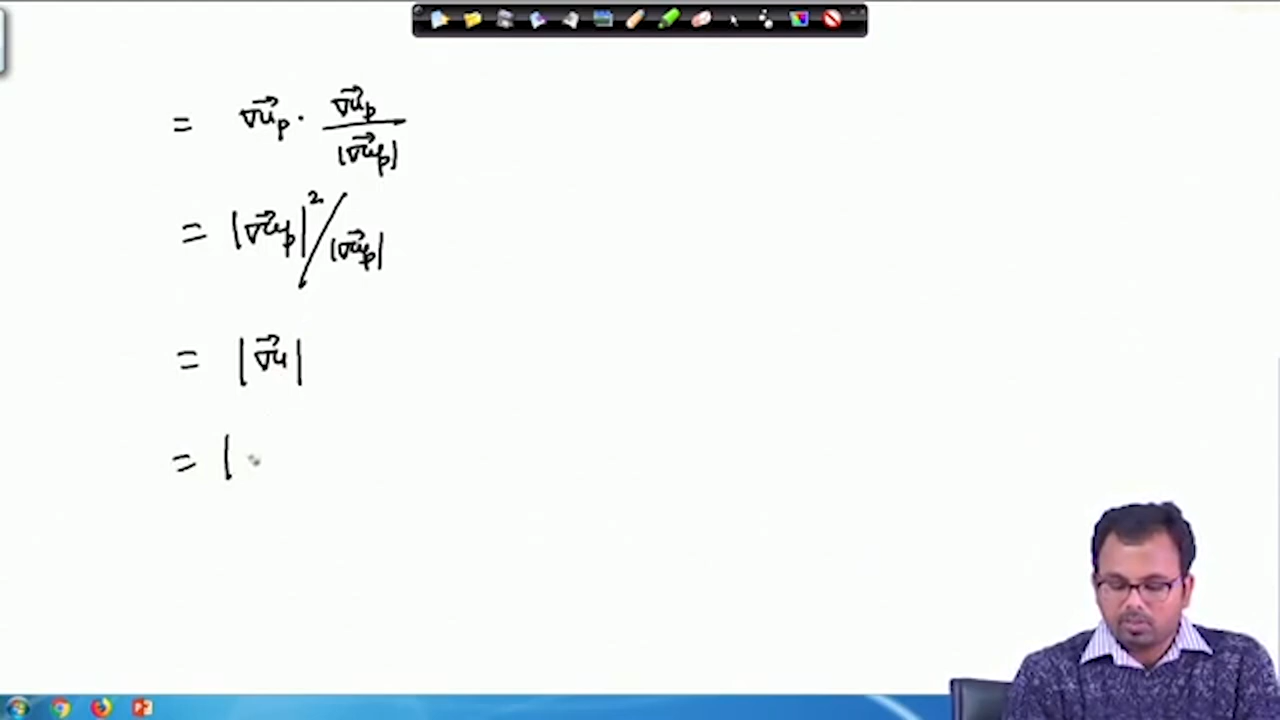 = ∇⃗u_p · ∇⃗u_p / |∇⃗u_p|
= |∇⃗u_p|² / |∇⃗u_p|
= |∇⃗u|
= |